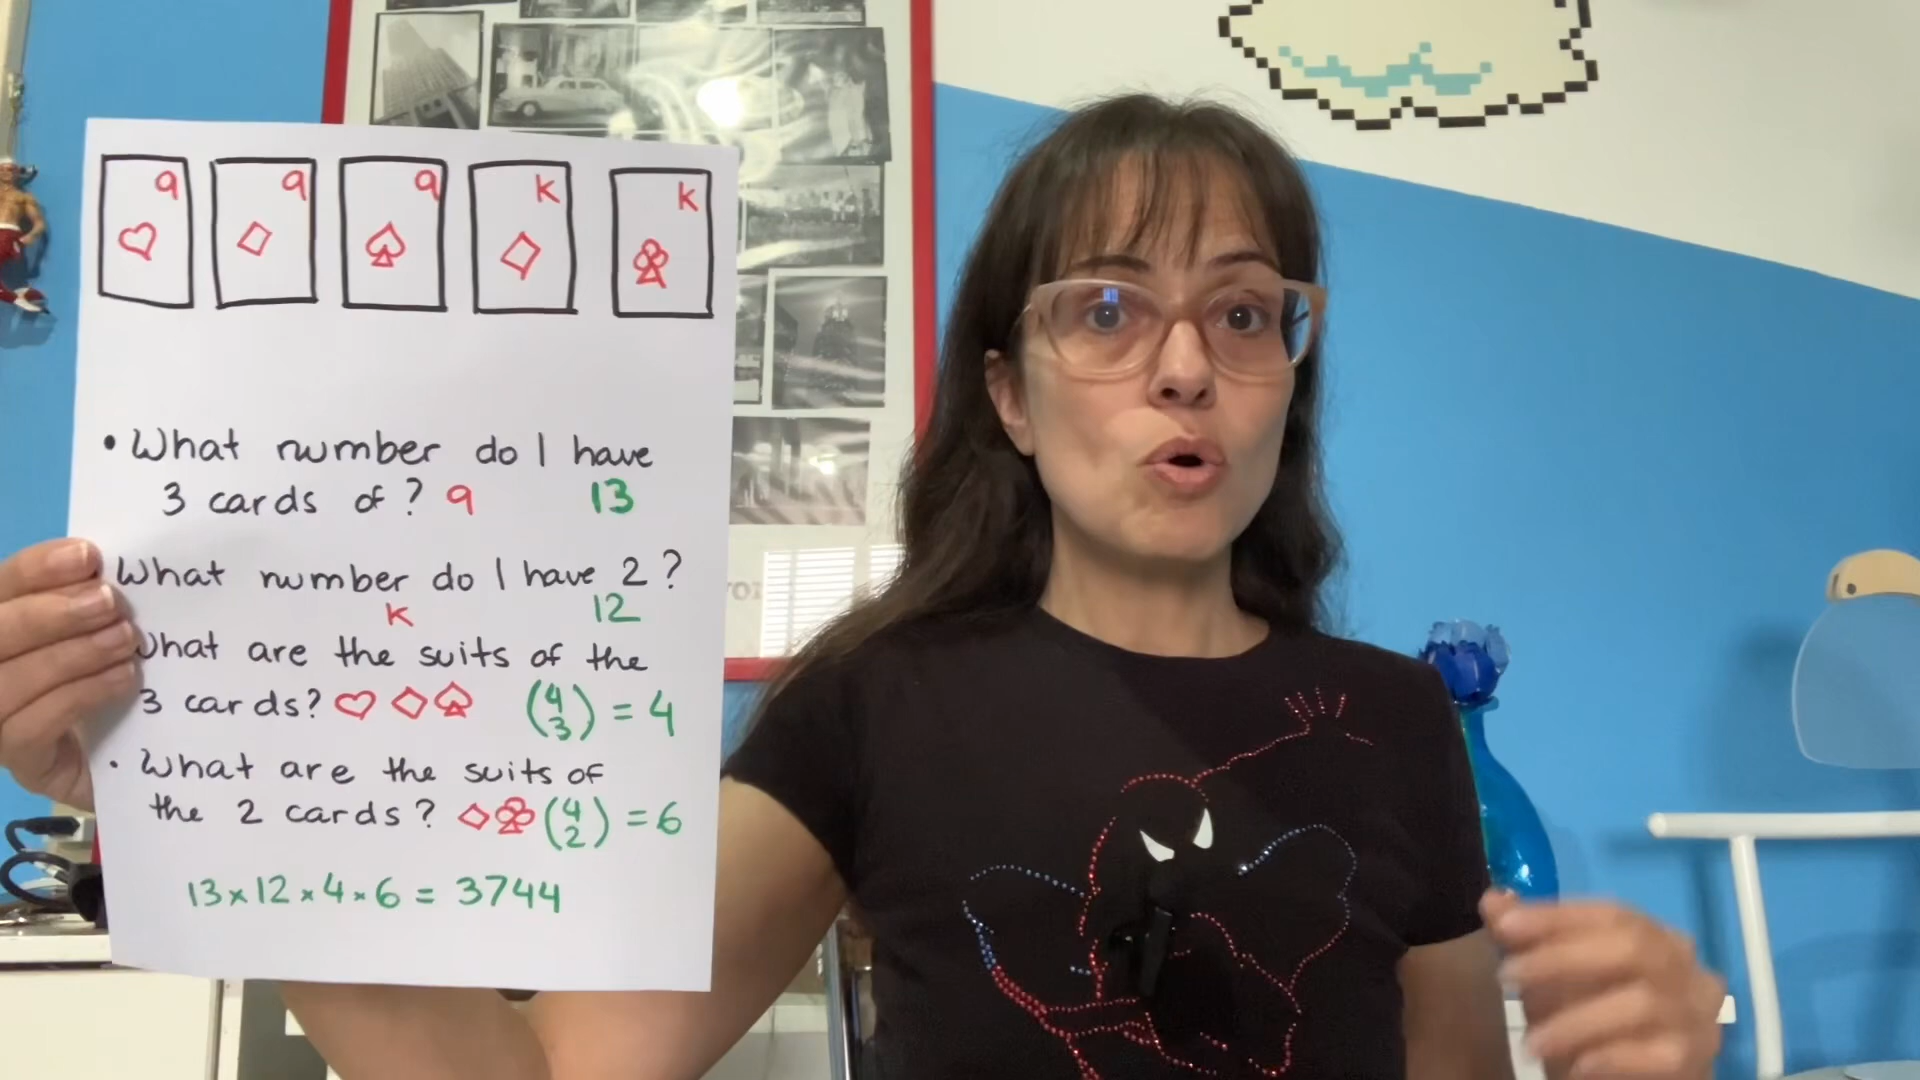 9 9 9 K K
• What number do I have
3 cards of? 9 13
What number do I have 2?
K 12
What are the suits of the
3 cards? ♡ ◇ ♤ (4 3) = 4
• What are the suits of
the 2 cards? ◇ ♧ (4 2) = 6
13 x 12 x 4 x 6 = 3744